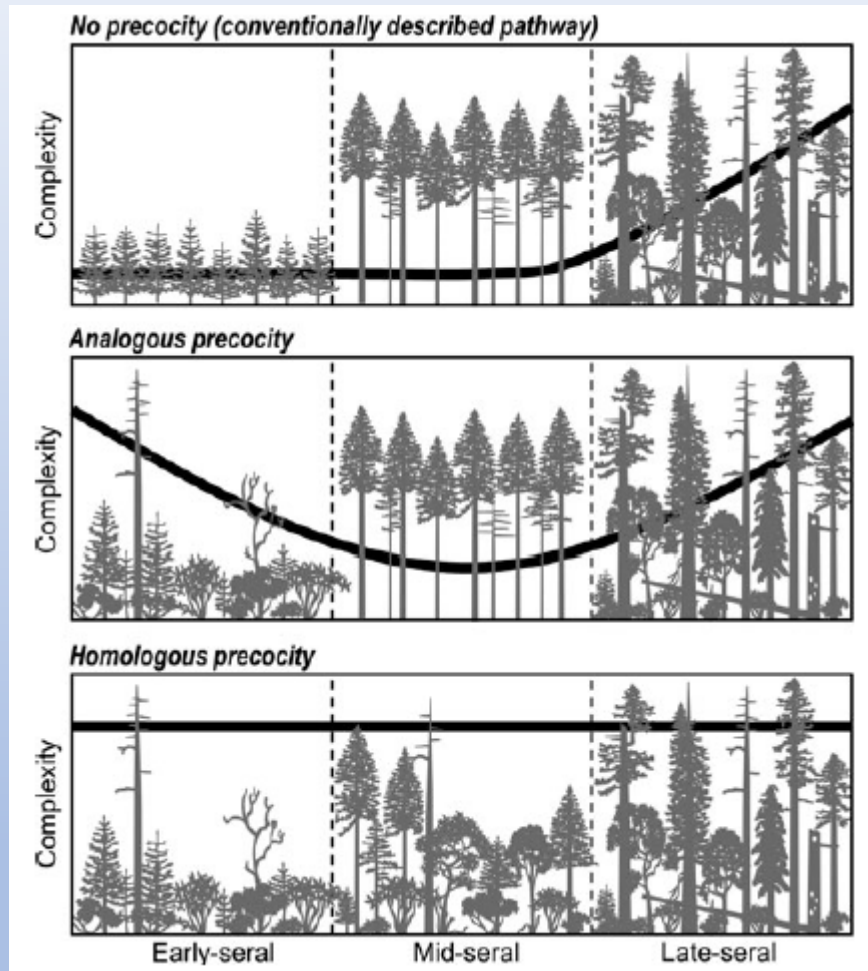 No precocity (conventionally described pathway)
Complexity
Analogous precocity
Complexity
Homologous precocity
Complexity
Early-seral Mid-seral Late-seral